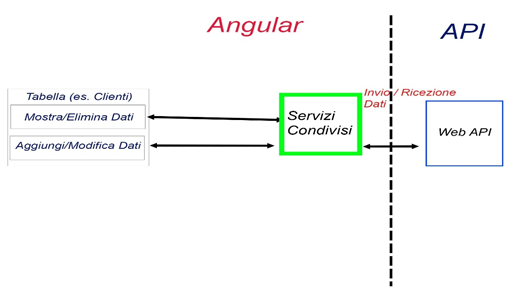 Angular
API
Tabella (es. Clienti)
Mostra/Elimina Dati
Aggiungi/Modifica Dati
Servizi
Condivisi
Invio / Ricezione
Dati
Web API